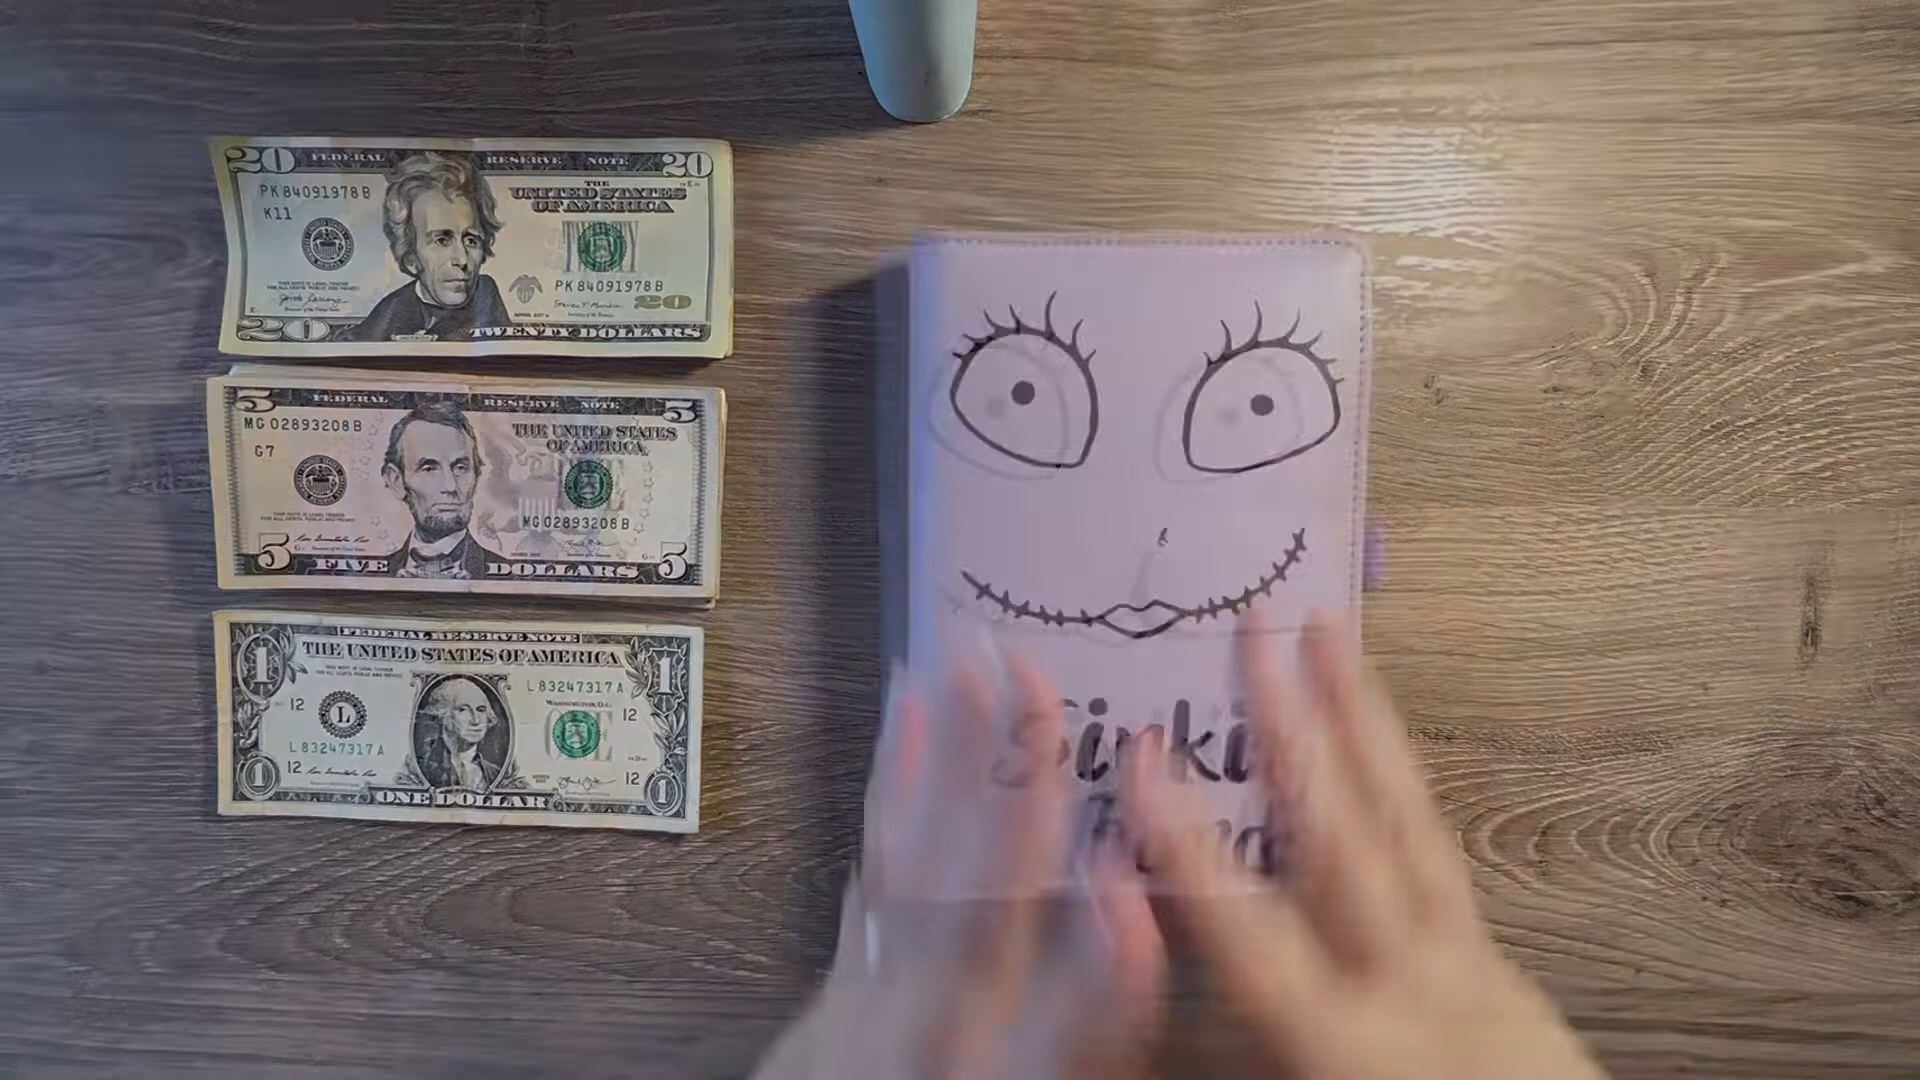 20 FEDERAL RESERVE NOTE 20
THE
UNITED STATES
OF AMERICA
PK 84091978 B
K11
PK 84091978 B
20
20 TWENTY DOLLARS
5 FEDERAL RESERVE NOTE 5
MG 02893208 B
THE UNITED STATES
OF AMERICA
G7
MG 02893208 B
5 FIVE DOLLARS 5
FEDERAL RESERVE NOTE
THE UNITED STATES OF AMERICA
1 1
L 83247317 A
WASHINGTON, D.C.
12 12
L
L 83247317 A
12 12
1 ONE DOLLAR 1